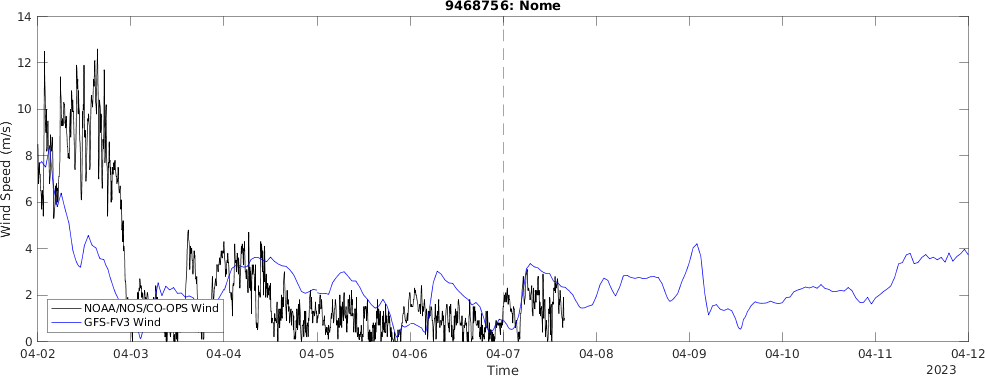 9468756: Nome
14
12
10
8
6
4
2
0
Wind Speed (m/s)
NOAA/NOS/CO-OPS Wind
GFS-FV3 Wind
04-02 04-03 04-04 04-05 04-06 04-07 04-08 04-09 04-10 04-11 04-12
Time
2023